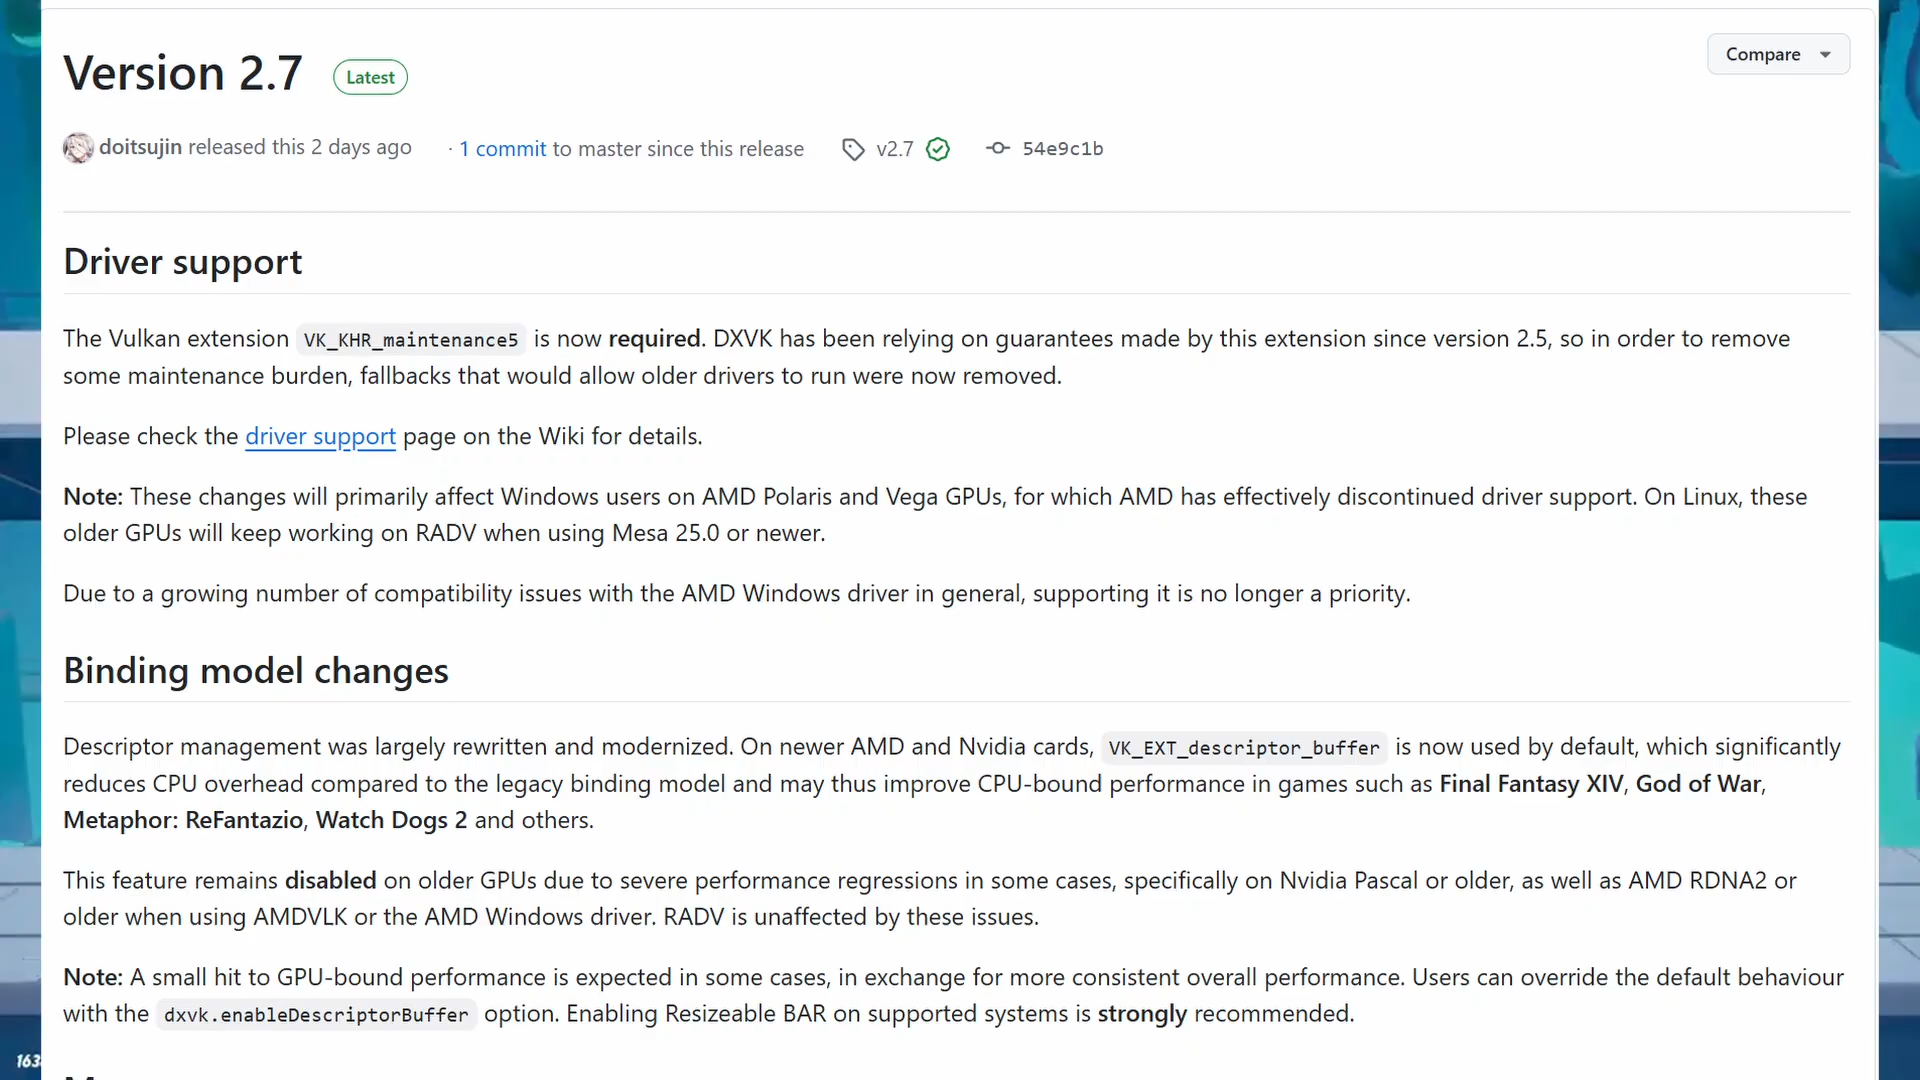 Version 2.7 Latest
Compare
doitsujin released this 2 days ago · 1 commit to master since this release v2.7 54e9c1b
Driver support
The Vulkan extension VK_KHR_maintenance5 is now required. DXVK has been relying on guarantees made by this extension since version 2.5, so in order to remove
some maintenance burden, fallbacks that would allow older drivers to run were now removed.
Please check the driver support page on the Wiki for details.
Note: These changes will primarily affect Windows users on AMD Polaris and Vega GPUs, for which AMD has effectively discontinued driver support. On Linux, these
older GPUs will keep working on RADV when using Mesa 25.0 or newer.
Due to a growing number of compatibility issues with the AMD Windows driver in general, supporting it is no longer a priority.
Binding model changes
Descriptor management was largely rewritten and modernized. On newer AMD and Nvidia cards, VK_EXT_descriptor_buffer is now used by default, which significantly
reduces CPU overhead compared to the legacy binding model and may thus improve CPU-bound performance in games such as Final Fantasy XIV, God of War,
Metaphor: ReFantazio, Watch Dogs 2 and others.
This feature remains disabled on older GPUs due to severe performance regressions in some cases, specifically on Nvidia Pascal or older, as well as AMD RDNA2 or
older when using AMDVLK or the AMD Windows driver. RADV is unaffected by these issues.
Note: A small hit to GPU-bound performance is expected in some cases, in exchange for more consistent overall performance. Users can override the default behaviour
with the dxvk.enableDescriptorBuffer option. Enabling Resizeable BAR on supported systems is strongly recommended.